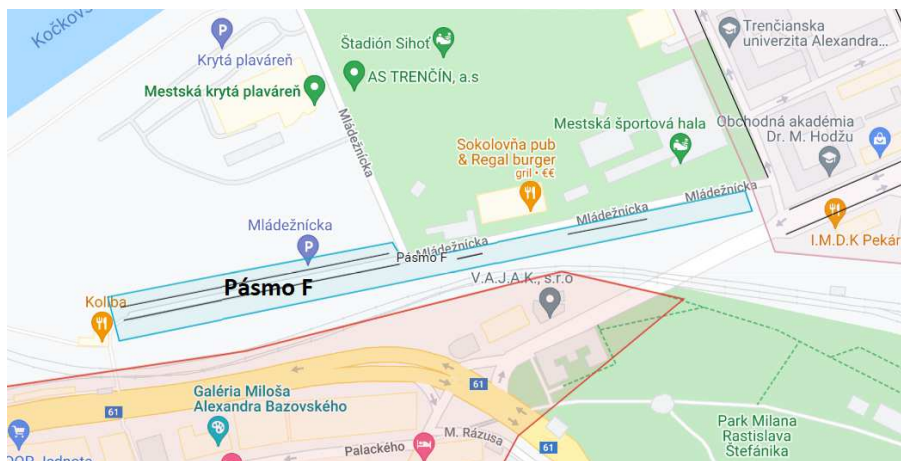 Kočkovs
Krytá plaváreň
Mestská krytá plaváreň
Štadión Sihoť
AS TRENČÍN, a.s
Mládežnícka
Trenčianska
univerzita Alexandra...
Mestská športová hala
Obchodná akadémia
Dr. M. Hodžu
Sokolovňa pub
& Regal burger
gril • €€
Mládežnícka
Mládežnícka
Mládežnícka
Mládežnícka
I.M.D.K Pekár
Pásmo F
Pásmo F
V.A.J.A.K., s.r.o
Koliba
61
61
61
Galéria Miloša
Alexandra Bazovského
Palackého
M. Rázusa
Park Milana
Rastislava
Štefánika
COOP Jednota